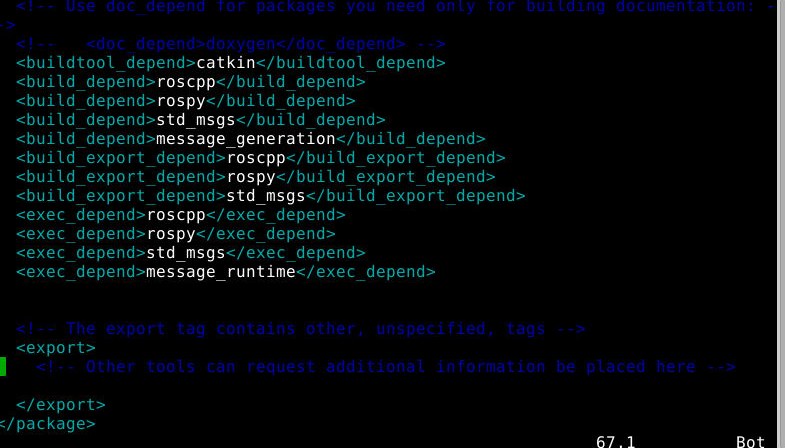 <!-- Use doc_depend for packages you need only for building documentation: -
->
<!--   <doc_depend>doxygen</doc_depend> -->
<buildtool_depend>catkin</buildtool_depend>
<build_depend>roscpp</build_depend>
<build_depend>rospy</build_depend>
<build_depend>std_msgs</build_depend>
<build_depend>message_generation</build_depend>
<build_export_depend>roscpp</build_export_depend>
<build_export_depend>rospy</build_export_depend>
<build_export_depend>std_msgs</build_export_depend>
<exec_depend>roscpp</exec_depend>
<exec_depend>rospy</exec_depend>
<exec_depend>std_msgs</exec_depend>
<exec_depend>message_runtime</exec_depend>
<!-- The export tag contains other, unspecified, tags -->
<export>
<!-- Other tools can request additional information be placed here -->
</export>
</package>
67.1 Bot